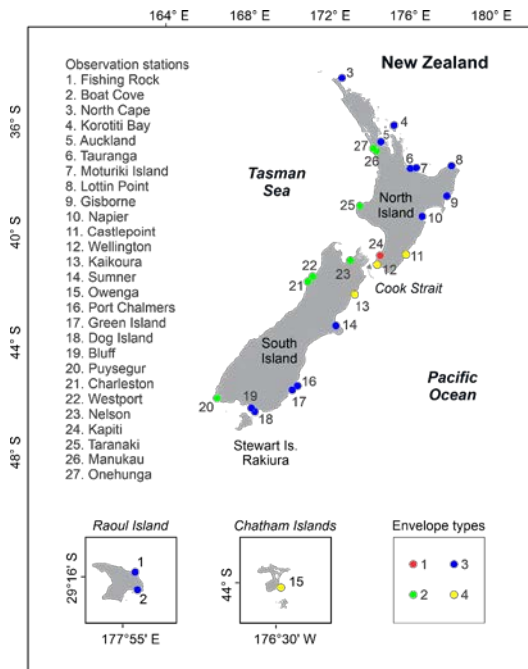 164° E 168° E 172° E 176° E 180° E
36° S
40° S
44° S
48° S
New Zealand
Observation stations
1. Fishing Rock
2. Boat Cove
3. North Cape
4. Korotiti Bay
5. Auckland
6. Tauranga
7. Moturiki Island
8. Lottin Point
9. Gisborne
10. Napier
11. Castlepoint
12. Wellington
13. Kaikoura
14. Sumner
15. Owenga
16. Port Chalmers
17. Green Island
18. Dog Island
19. Bluff
20. Puysegur
21. Charleston
22. Westport
23. Nelson
24. Kapiti
25. Taranaki
26. Manukau
27. Onehunga
3
4
5
27
26
6 7 8
Tasman
Sea
North
Island
25
9
10
24
11
12
23
22
21
Cook Strait
13
14
South
Island
Pacific
Ocean
16
17
19
18
20
Stewart Is.
Rakiura
Raoul Island
1
2
29°16' S
177°55' E
Chatham Islands
15
44° S
176°30' W
Envelope types
1 3
2 4